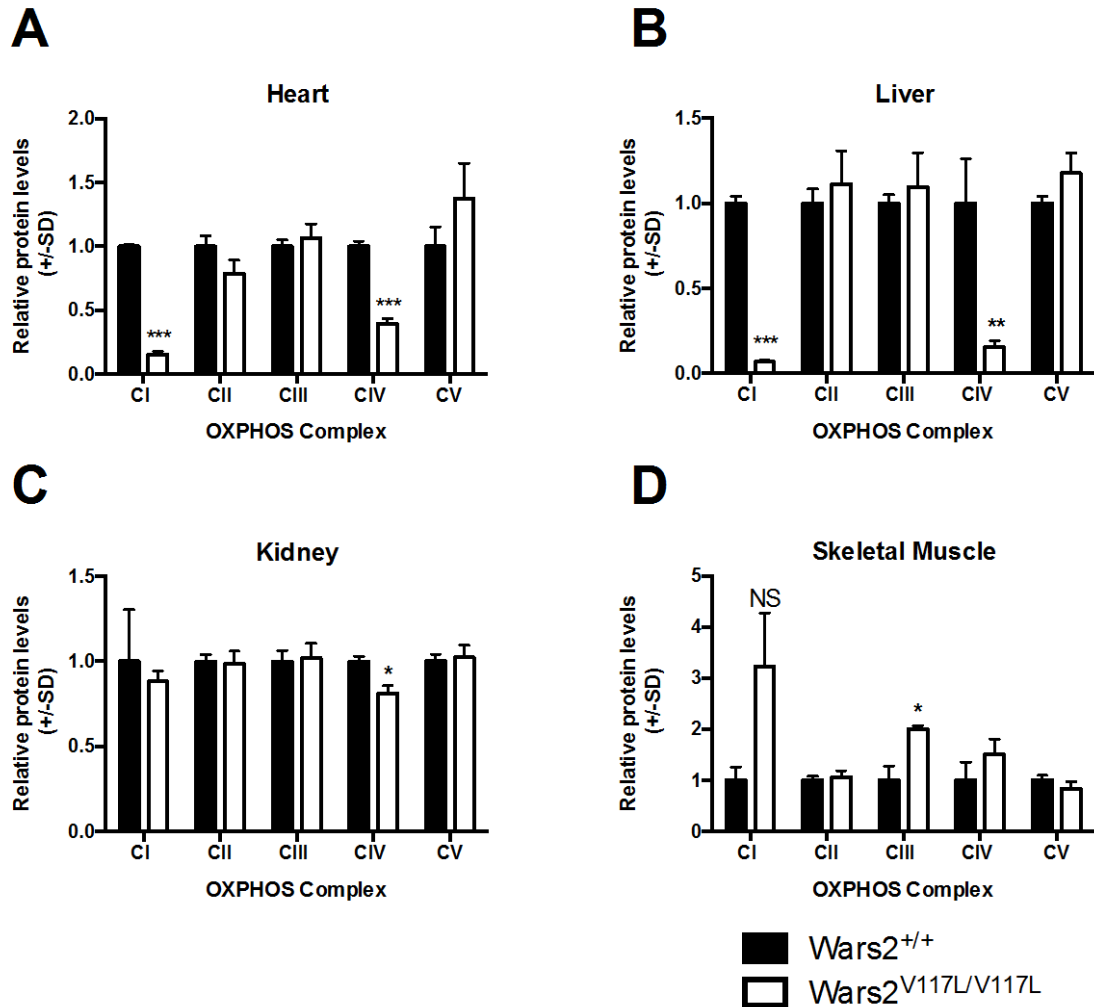 A
Heart
Relative protein levels
(+/-SD)
2.0
1.5
1.0
0.5
0.0
***
***
CI CII CIII CIV CV
OXPHOS Complex
B
Liver
Relative protein levels
(+/-SD)
1.5
1.0
0.5
0.0
***
**
CI CII CIII CIV CV
OXPHOS Complex
C
Kidney
Relative protein levels
(+/-SD)
1.5
1.0
0.5
0.0
*
CI CII CIII CIV CV
OXPHOS Complex
D
Skeletal Muscle
Relative protein levels
(+/-SD)
5
4
3
2
1
0
NS
*
CI CII CIII CIV CV
OXPHOS Complex
Wars2+/+
Wars2V117L/V117L